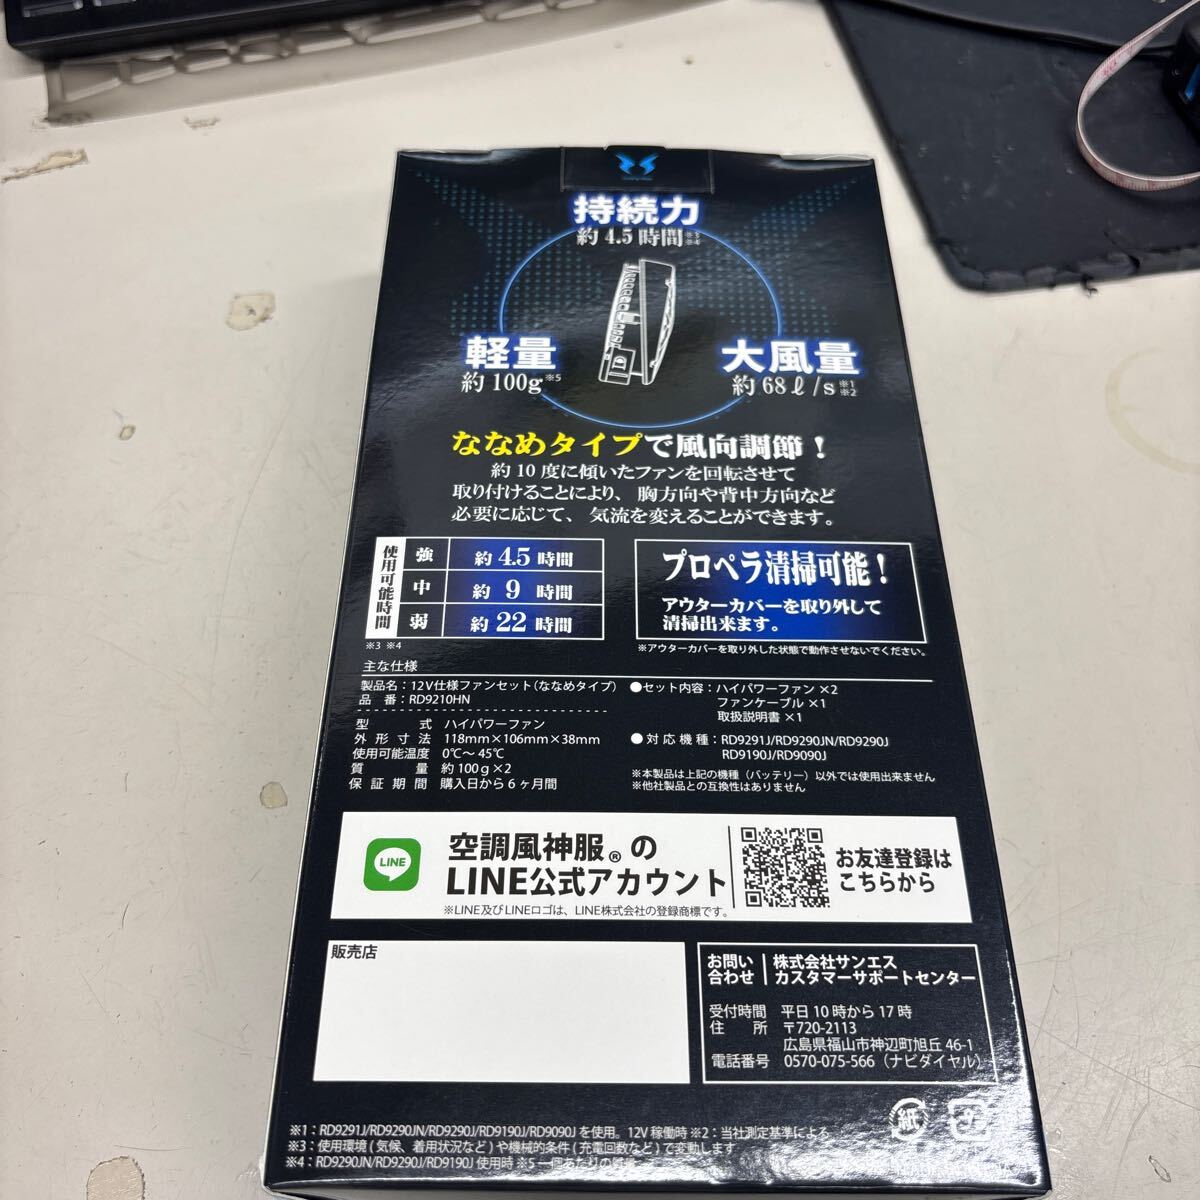 持続力
約4.5時間※3※4
軽量
約100g※5
大風量
約68ℓ/s※1※2
ななめタイプで風向調節！
約10度に傾いたファンを回転させて
取り付けることにより、胸方向や背中方向など
必要に応じて、気流を変えることができます。
使用可能時間
強 約4.5時間
中 約9時間
弱 約22時間
※3 ※4
プロペラ清掃可能！
アウターカバーを取り外して
清掃出来ます。
※アウターカバーを取り外した状態で動作させないでください。
主な仕様
製品名：12V仕様ファンセット(ななめタイプ)
品 番：RD9210HN
型式 ハイパワーファン
外形寸法 118mm×106mm×38mm
使用可能温度 0℃～45℃
質量 約100g×2
保証期間 購入日から6ヶ月間
●セット内容：ハイパワーファン×2
ファンケーブル×1
取扱説明書×1
●対応機種：RD9291J/RD9290JN/RD9290J
RD9190J/RD9090J
※本製品は上記の機種（バッテリー）以外では使用出来ません
※他社製品との互換性はありません
LINE
空調風神服®の
LINE公式アカウント
※LINE及びLINEロゴは、LINE株式会社の登録商標です。
お友達登録は
こちらから
販売店
お問い合わせ
株式会社サンエス
カスタマーサポートセンター
受付時間 平日10時から17時
住所 〒720-2113
広島県福山市神辺町旭丘46-1
電話番号 0570-075-566（ナビダイヤル）
紙
プラ
※1：RD9291J/RD9290JN/RD9290J/RD9190J/RD9090Jを使用。12V稼働時 ※2：当社測定基準による
※3：使用環境(気候、着用状況など)や機械的条件(充電回数など)で変動します
※4：RD9290JN/RD9290J/RD9190J 使用時 ※5 一個あたりの